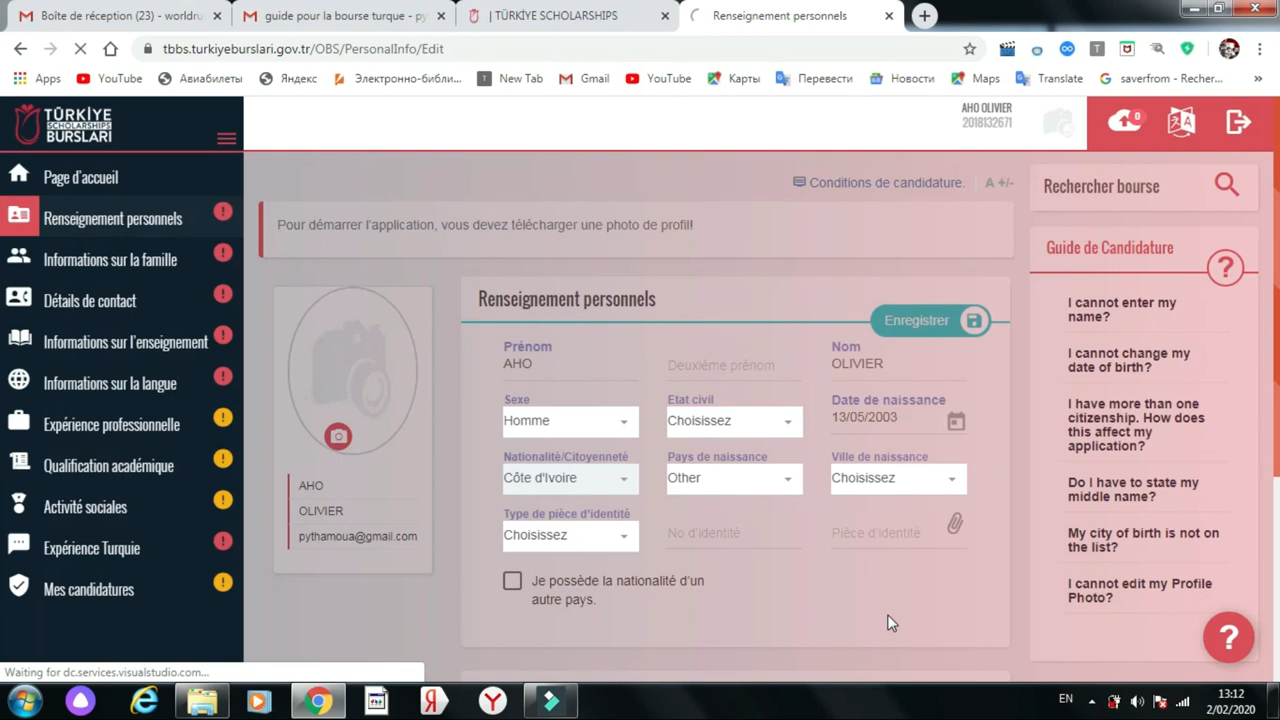 Boîte de réception (23) - worldru
guide pour la bourse turque - py
| TÜRKİYE SCHOLARSHIPS
Renseignement personnels
tbbs.turkiyeburslari.gov.tr/OBS/PersonalInfo/Edit
Apps
YouTube
Авиабилеты
Яндекс
Электронно-библи...
New Tab
Gmail
YouTube
Карты
Перевести
Новости
Maps
Translate
saverfrom - Recher...
»
TÜRKİYE
SCHOLARSHIPS
BURSLARI
AHO OLIVIER
2018132671
0
Page d'accueil
Renseignement personnels
Informations sur la famille
Détails de contact
Informations sur l'enseignement
Informations sur la langue
Expérience professionnelle
Qualification académique
Activité sociales
Expérience Turquie
Mes candidatures
Conditions de candidature.
A +/-
Pour démarrer l'application, vous devez télécharger une photo de profil!
AHO
OLIVIER
pythamoua@gmail.com
Renseignement personnels
Enregistrer
Prénom
AHO
Deuxième prénom
Nom
OLIVIER
Sexe
Homme
Etat civil
Choisissez
Date de naissance
13/05/2003
Nationalité/Citoyenneté
Côte d'Ivoire
Pays de naissance
Other
Ville de naissance
Choisissez
Type de pièce d'identité
Choisissez
No d'identité
Pièce d'identité
Je possède la nationalité d'un
autre pays.
Rechercher bourse
Guide de Candidature
?
I cannot enter my
name?
I cannot change my
date of birth?
I have more than one
citizenship. How does
this affect my
application?
Do I have to state my
middle name?
My city of birth is not on
the list?
I cannot edit my Profile
Photo?
?
Waiting for dc.services.visualstudio.com...
EN
13:12
2/02/2020